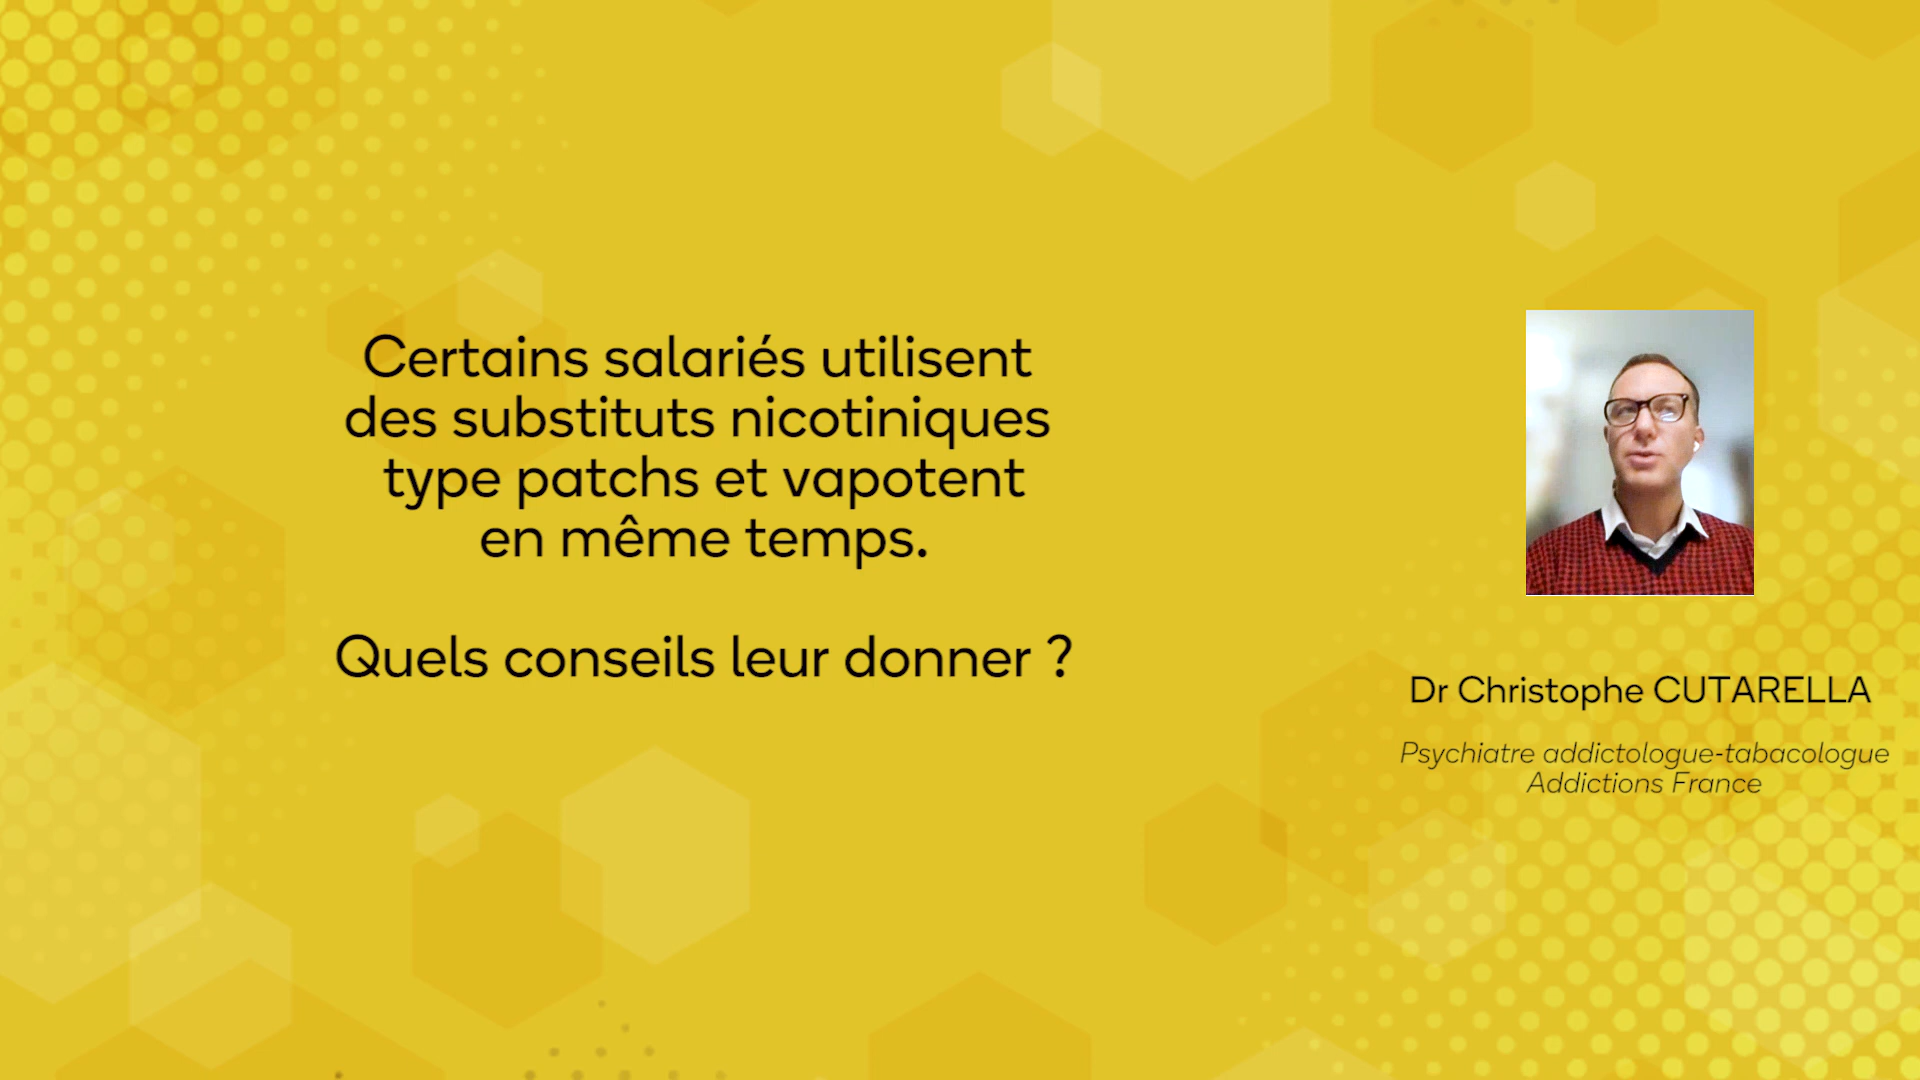 Certains salariés utilisent
des substituts nicotiniques
type patchs et vapotent
en même temps.
Quels conseils leur donner ?
Dr Christophe CUTARELLA
Psychiatre addictologue-tabacologue
Addictions France